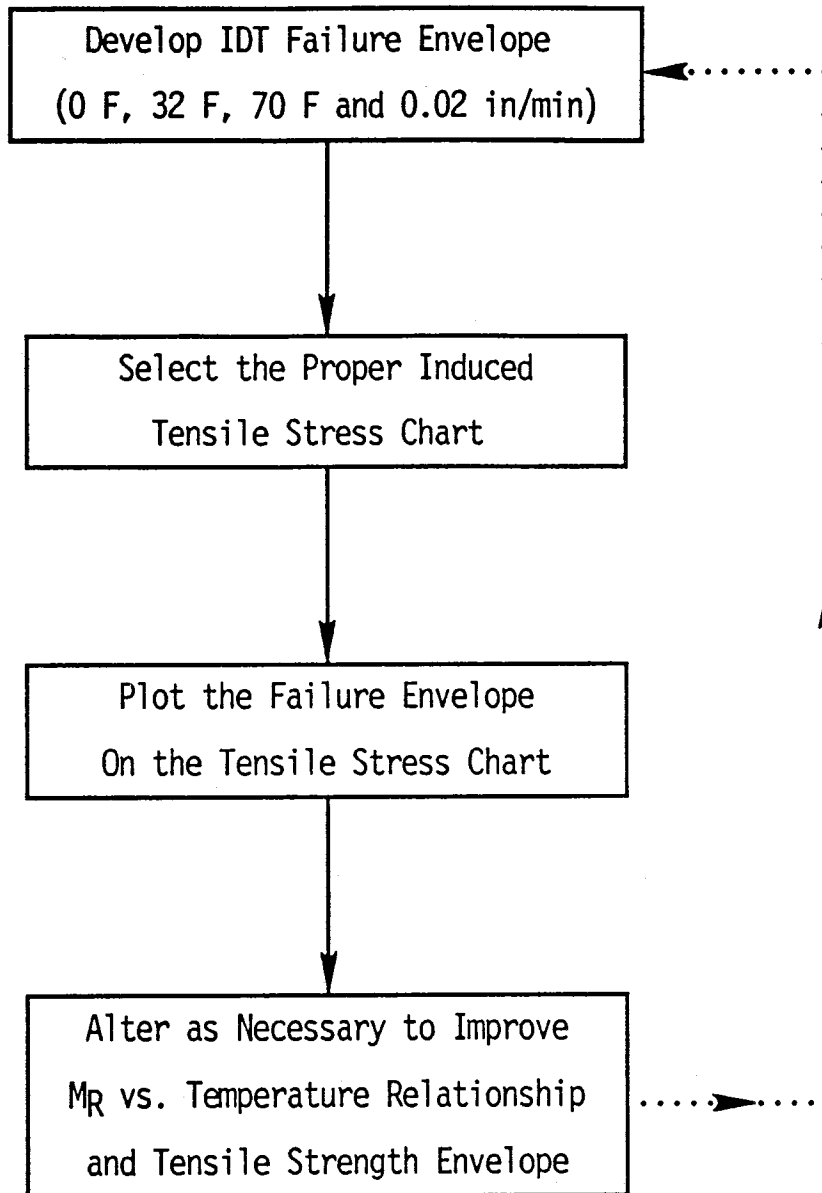 Develop IDT Failure Envelope
(0 F, 32 F, 70 F and 0.02 in/min)
Select the Proper Induced
Tensile Stress Chart
Plot the Failure Envelope
On the Tensile Stress Chart
Alter as Necessary to Improve
MR vs. Temperature Relationship
and Tensile Strength Envelope